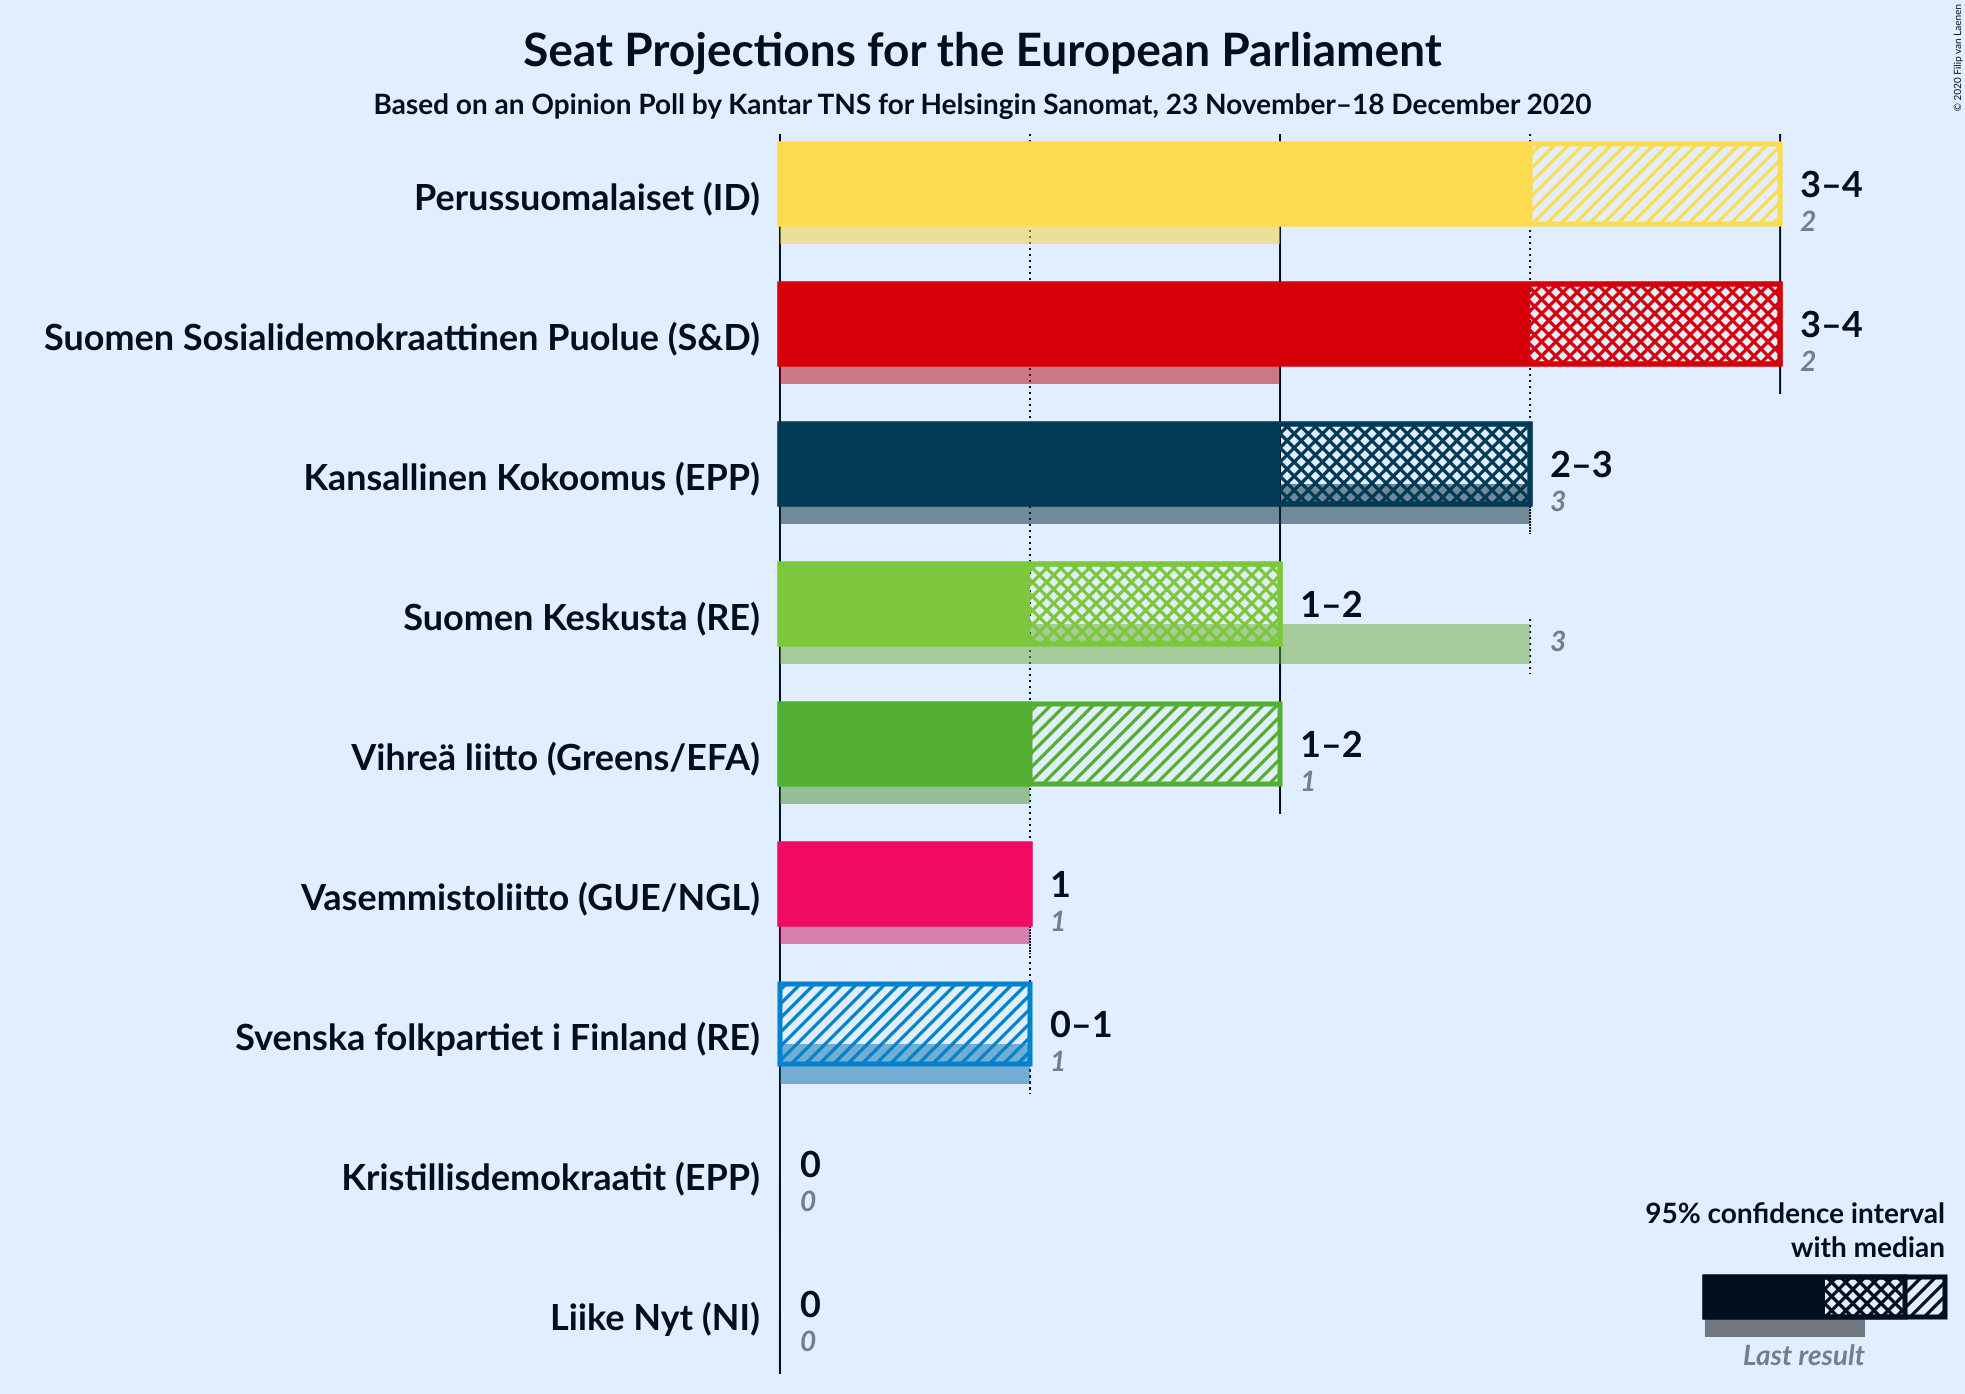 Seat Projections for the European Parliament
Based on an Opinion Poll by Kantar TNS for Helsingin Sanomat, 23 November–18 December 2020
© 2020 Filip van Laenen
Perussuomalaiset (ID)
3–4
2
Suomen Sosialidemokraattinen Puolue (S&D)
3–4
2
Kansallinen Kokoomus (EPP)
2–3
3
Suomen Keskusta (RE)
1–2
3
Vihreä liitto (Greens/EFA)
1–2
1
Vasemmistoliitto (GUE/NGL)
1
1
Svenska folkpartiet i Finland (RE)
0–1
1
Kristillisdemokraatit (EPP)
0
0
Liike Nyt (NI)
0
0
95% confidence interval
with median
Last result